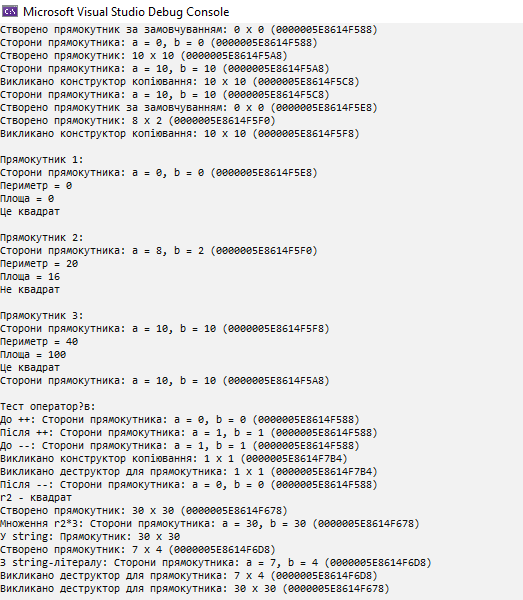 Microsoft Visual Studio Debug Console
Створено прямокутник за замовчуванням: 0 x 0 (0000005E8614F588)
Сторони прямокутника: a = 0, b = 0 (0000005E8614F588)
Створено прямокутник: 10 x 10 (0000005E8614F5A8)
Сторони прямокутника: a = 10, b = 10 (0000005E8614F5A8)
Викликано конструктор копіювання: 10 x 10 (0000005E8614F5C8)
Сторони прямокутника: a = 10, b = 10 (0000005E8614F5C8)
Створено прямокутник за замовчуванням: 0 x 0 (0000005E8614F5E8)
Створено прямокутник: 8 x 2 (0000005E8614F5F0)
Викликано конструктор копіювання: 10 x 10 (0000005E8614F5F8)
Прямокутник 1:
Сторони прямокутника: a = 0, b = 0 (0000005E8614F5E8)
Периметр = 0
Площа = 0
Це квадрат
Прямокутник 2:
Сторони прямокутника: a = 8, b = 2 (0000005E8614F5F0)
Периметр = 20
Площа = 16
Не квадрат
Прямокутник 3:
Сторони прямокутника: a = 10, b = 10 (0000005E8614F5F8)
Периметр = 40
Площа = 100
Це квадрат
Сторони прямокутника: a = 10, b = 10 (0000005E8614F5A8)
Тест оператор?в:
До ++: Сторони прямокутника: a = 0, b = 0 (0000005E8614F588)
Після ++: Сторони прямокутника: a = 1, b = 1 (0000005E8614F588)
До --: Сторони прямокутника: a = 1, b = 1 (0000005E8614F588)
Викликано конструктор копіювання: 1 x 1 (0000005E8614F7B4)
Викликано деструктор для прямокутника: 1 x 1 (0000005E8614F7B4)
Після --: Сторони прямокутника: a = 0, b = 0 (0000005E8614F588)
r2 - квадрат
Створено прямокутник: 30 x 30 (0000005E8614F678)
Множення r2*3: Сторони прямокутника: a = 30, b = 30 (0000005E8614F678)
У string: Прямокутник: 30 x 30
Створено прямокутник: 7 x 4 (0000005E8614F6D8)
З string-літералу: Сторони прямокутника: a = 7, b = 4 (0000005E8614F6D8)
Викликано деструктор для прямокутника: 7 x 4 (0000005E8614F6D8)
Викликано деструктор для прямокутника: 30 x 30 (0000005E8614F678)